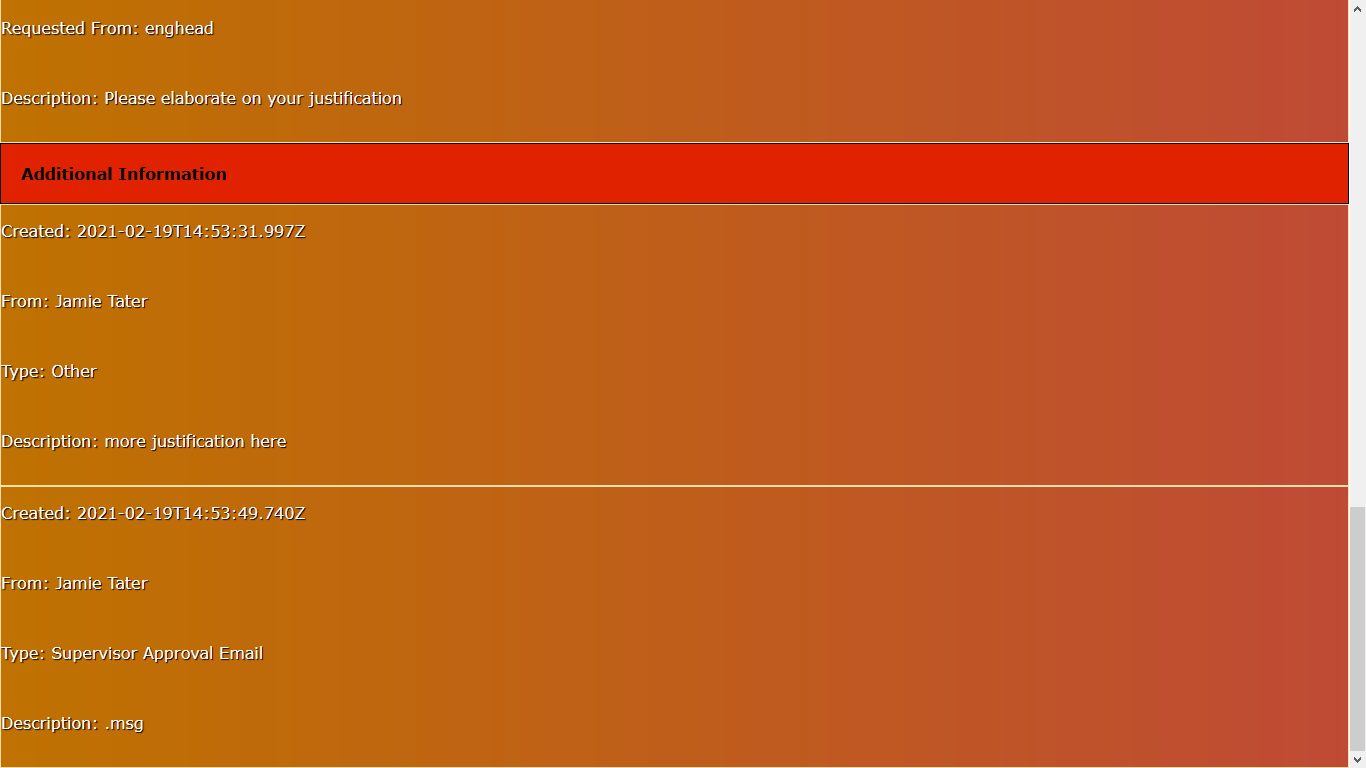 Requested From: enghead
Description: Please elaborate on your justification
Additional Information
Created: 2021-02-19T14:53:31.997Z
From: Jamie Tater
Type: Other
Description: more justification here
Created: 2021-02-19T14:53:49.740Z
From: Jamie Tater
Type: Supervisor Approval Email
Description: .msg